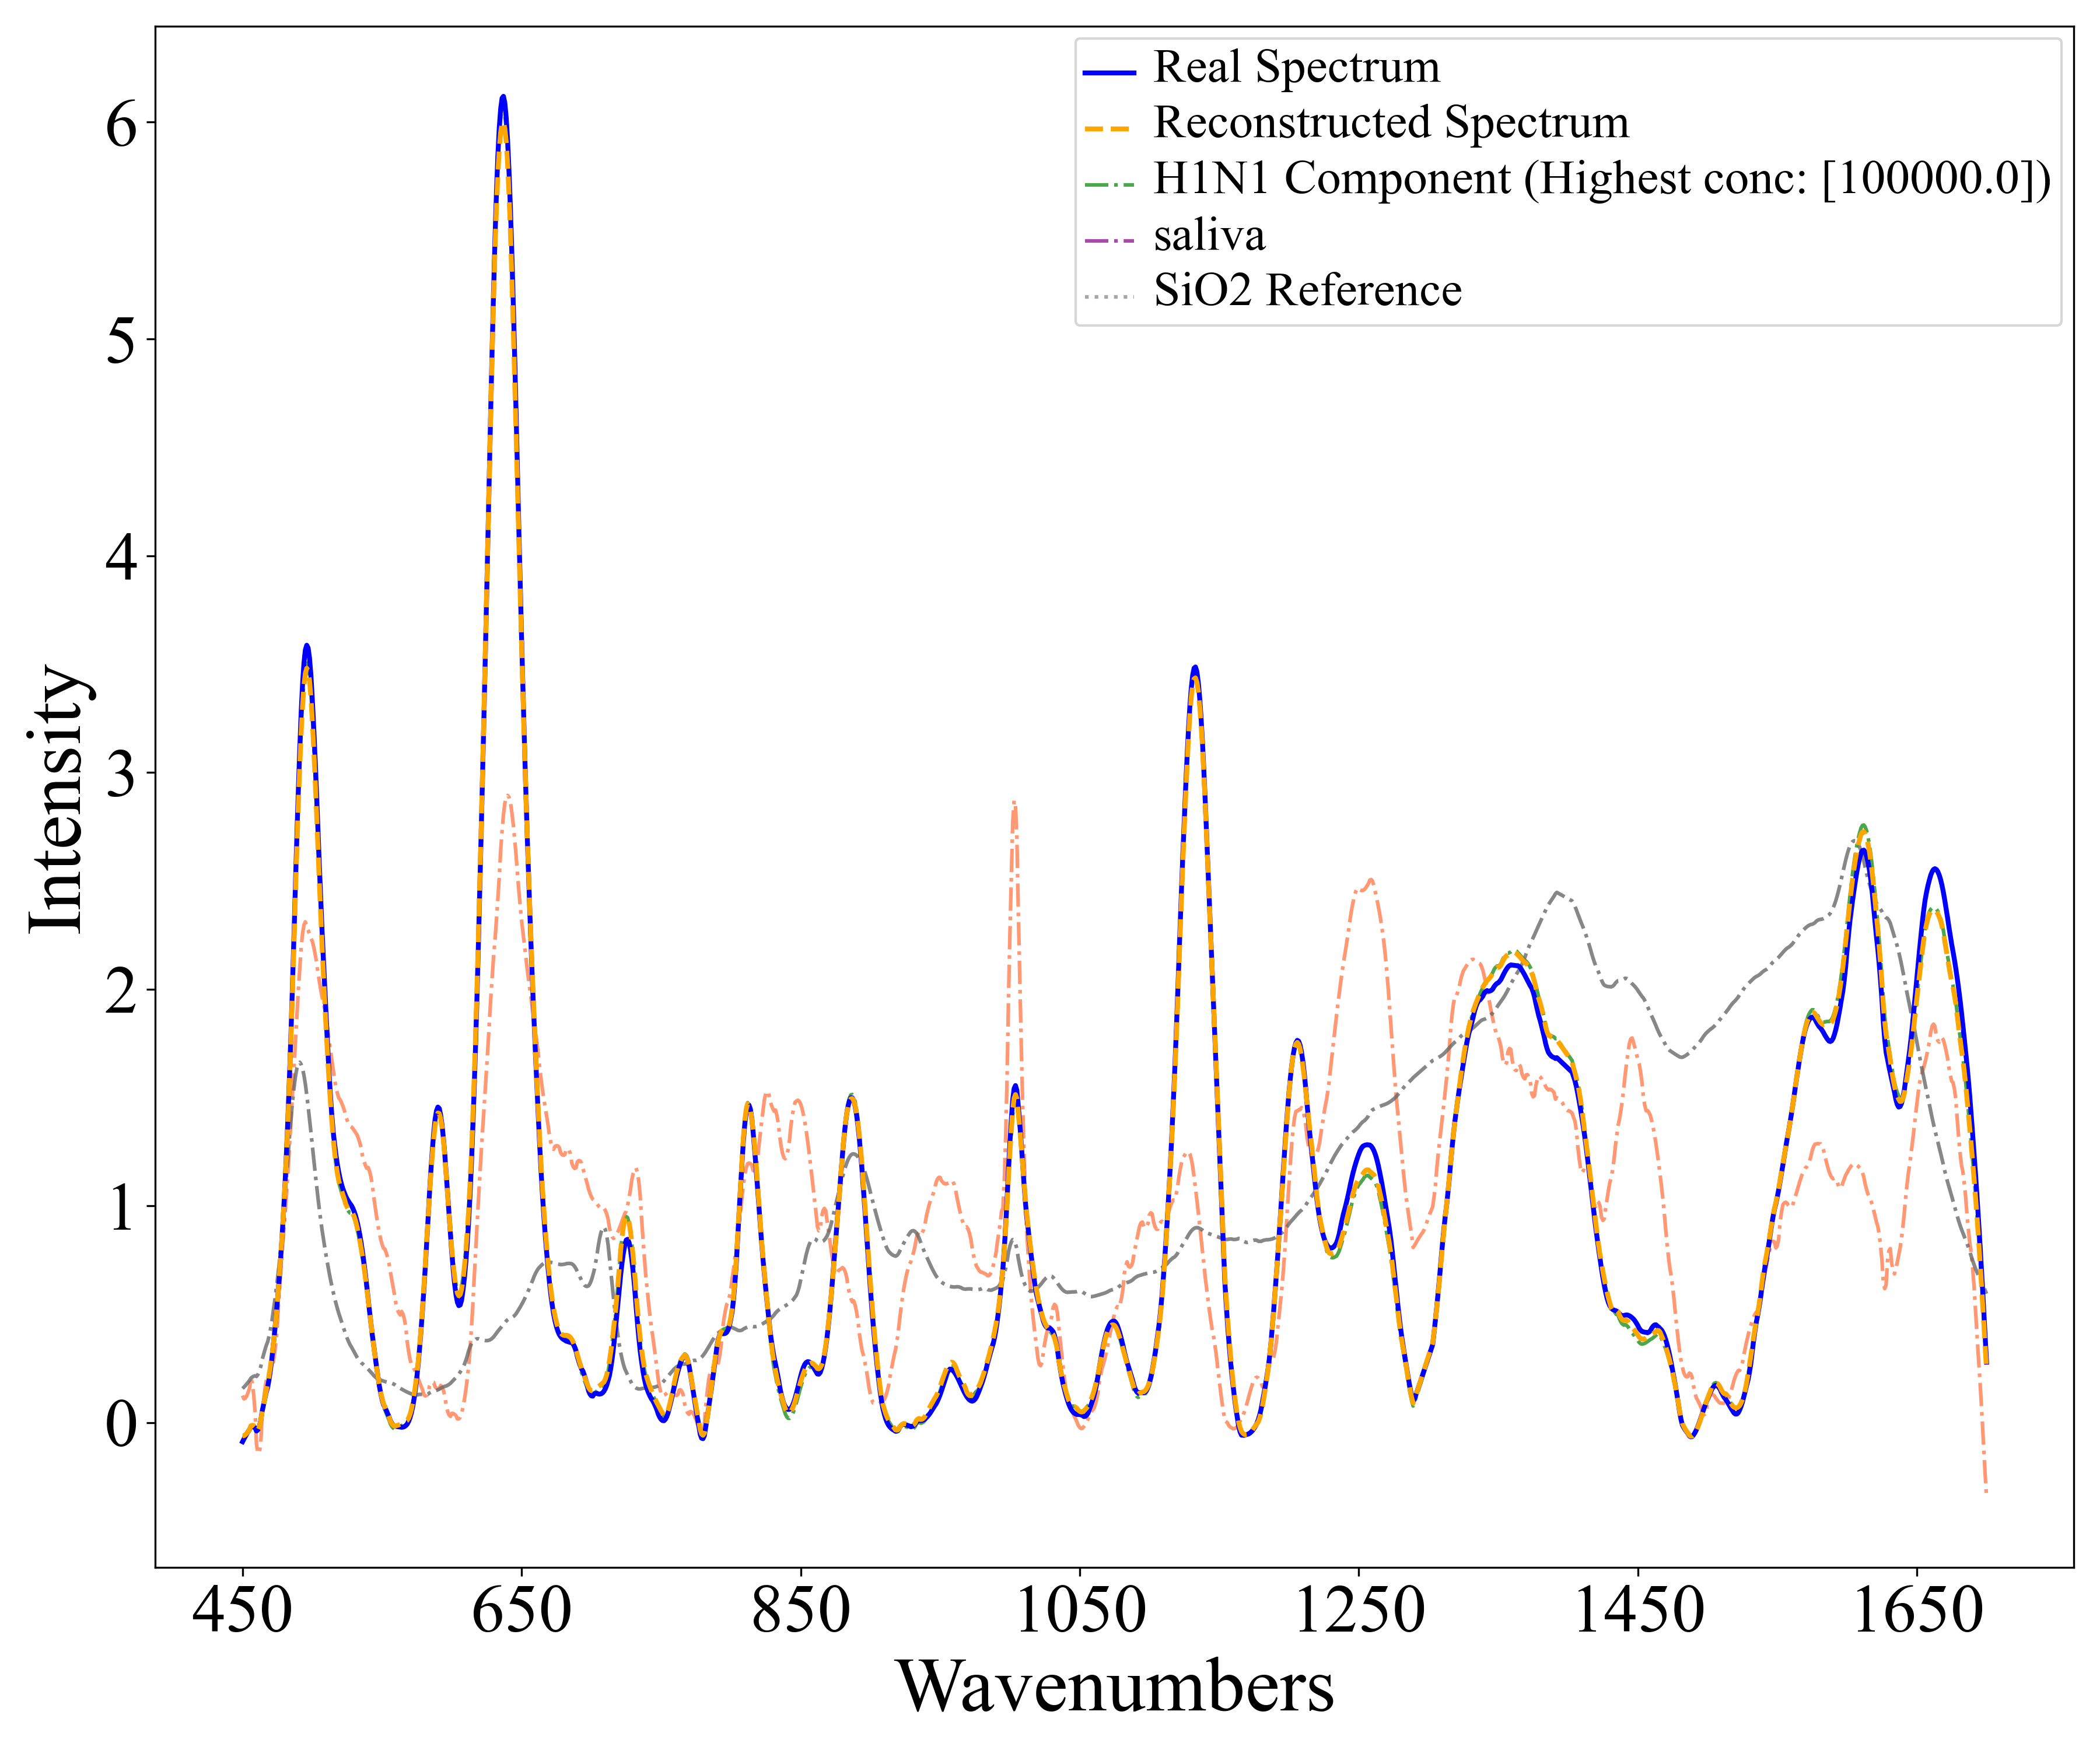 Real Spectrum
Reconstructed Spectrum
H1N1 Component (Highest conc: [100000.0])
saliva
SiO2 Reference
6
5
4
3
2
1
0
Intensity
450 650 850 1050 1250 1450 1650
Wavenumbers